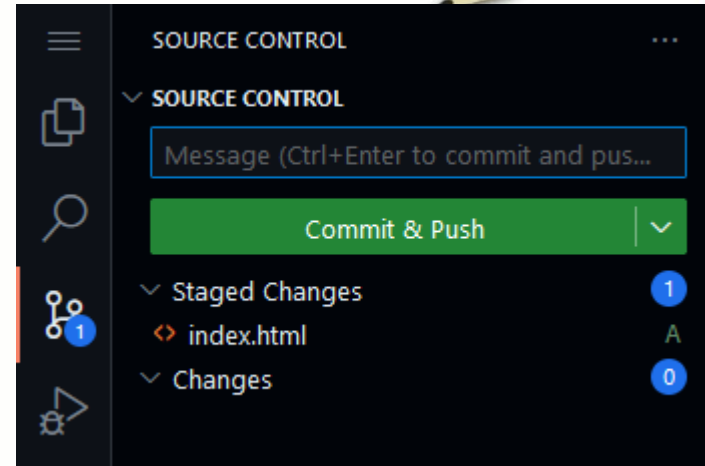 SOURCE CONTROL
SOURCE CONTROL
Message (Ctrl+Enter to commit and pus...
Commit & Push
Staged Changes 1
1
index.html A
Changes 0